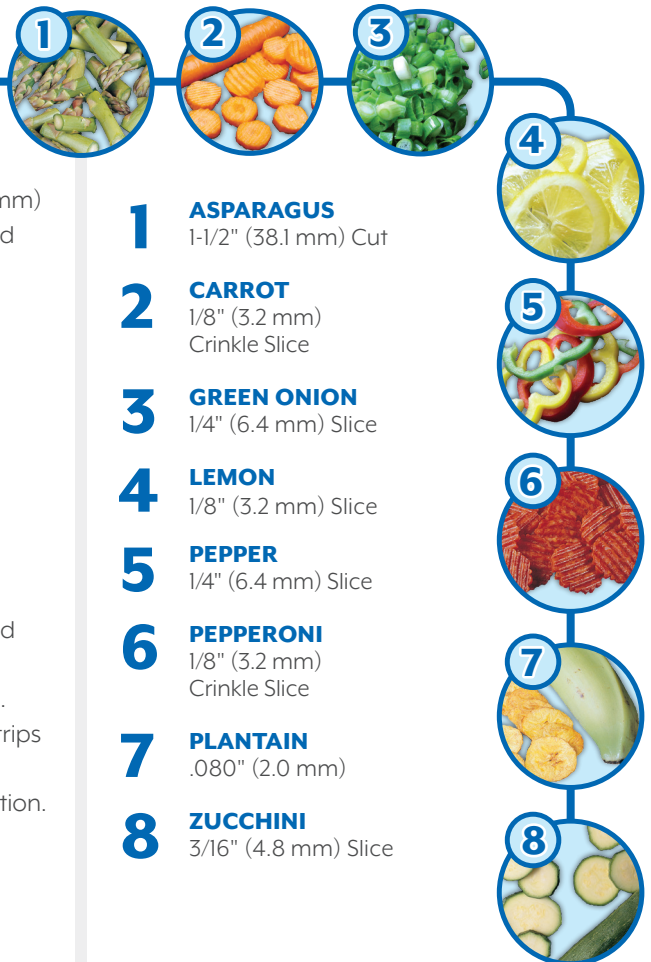 1
2
3
4
5
6
7
8
mm)
d
d
.
rips
tion.
1
ASPARAGUS
1-1/2" (38.1 mm) Cut
2
CARROT
1/8" (3.2 mm)
Crinkle Slice
3
GREEN ONION
1/4" (6.4 mm) Slice
4
LEMON
1/8" (3.2 mm) Slice
5
PEPPER
1/4" (6.4 mm) Slice
6
PEPPERONI
1/8" (3.2 mm)
Crinkle Slice
7
PLANTAIN
.080" (2.0 mm)
8
ZUCCHINI
3/16" (4.8 mm) Slice